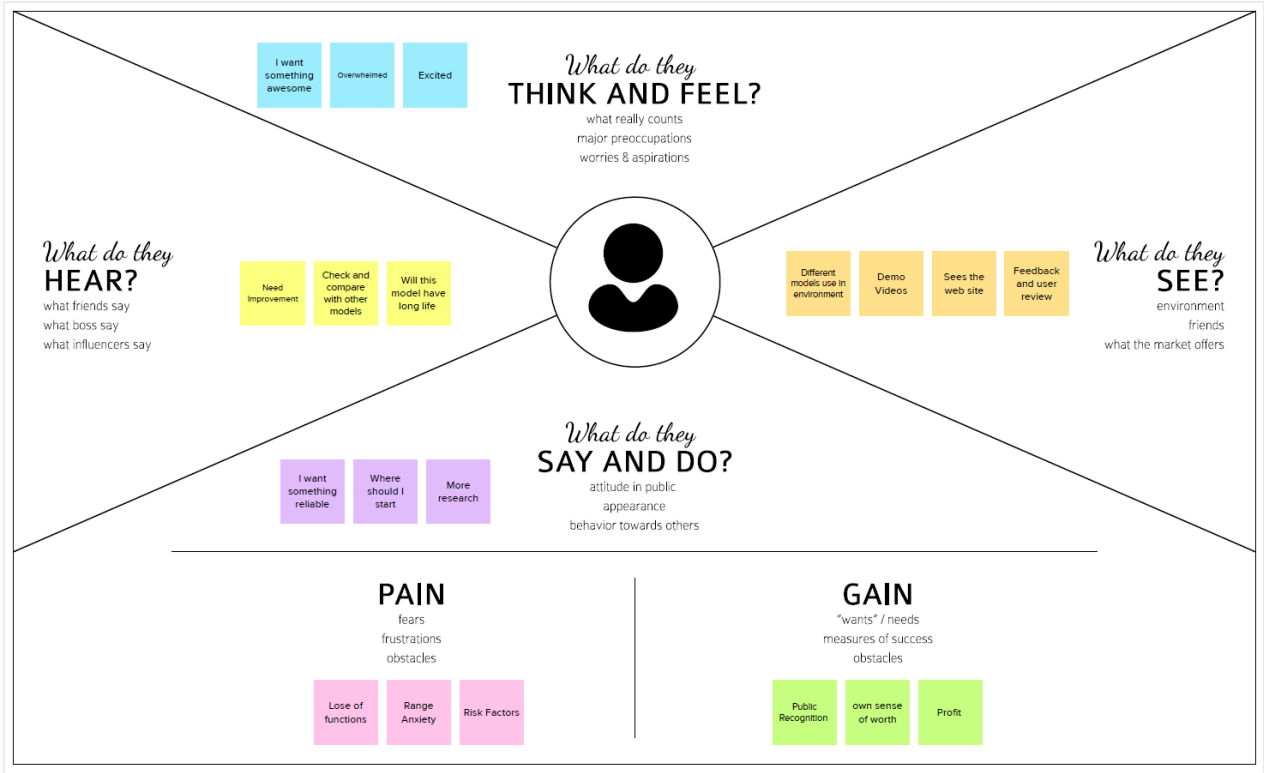 I want
something
awesome
Overwhelmed
Excited
What do they
THINK AND FEEL?
what really counts
major preoccupations
worries & aspirations
What do they
HEAR?
what friends say
what boss say
what influencers say
Need
Improvement
Check and
compare
with other
models
Will this
model have
long life
Different
models use in
environment
Demo
Videos
Sees the
web site
Feedback
and user
review
What do they
SEE?
environment
friends
what the market offers
What do they
SAY AND DO?
attitude in public
appearance
behavior towards others
I want
something
reliable
Where
should I
start
More
research
PAIN
fears
frustrations
obstacles
Lose of
functions
Range
Anxiety
Risk Factors
GAIN
"wants" / needs
measures of success
obstacles
Public
Recognition
own sense
of worth
Profit